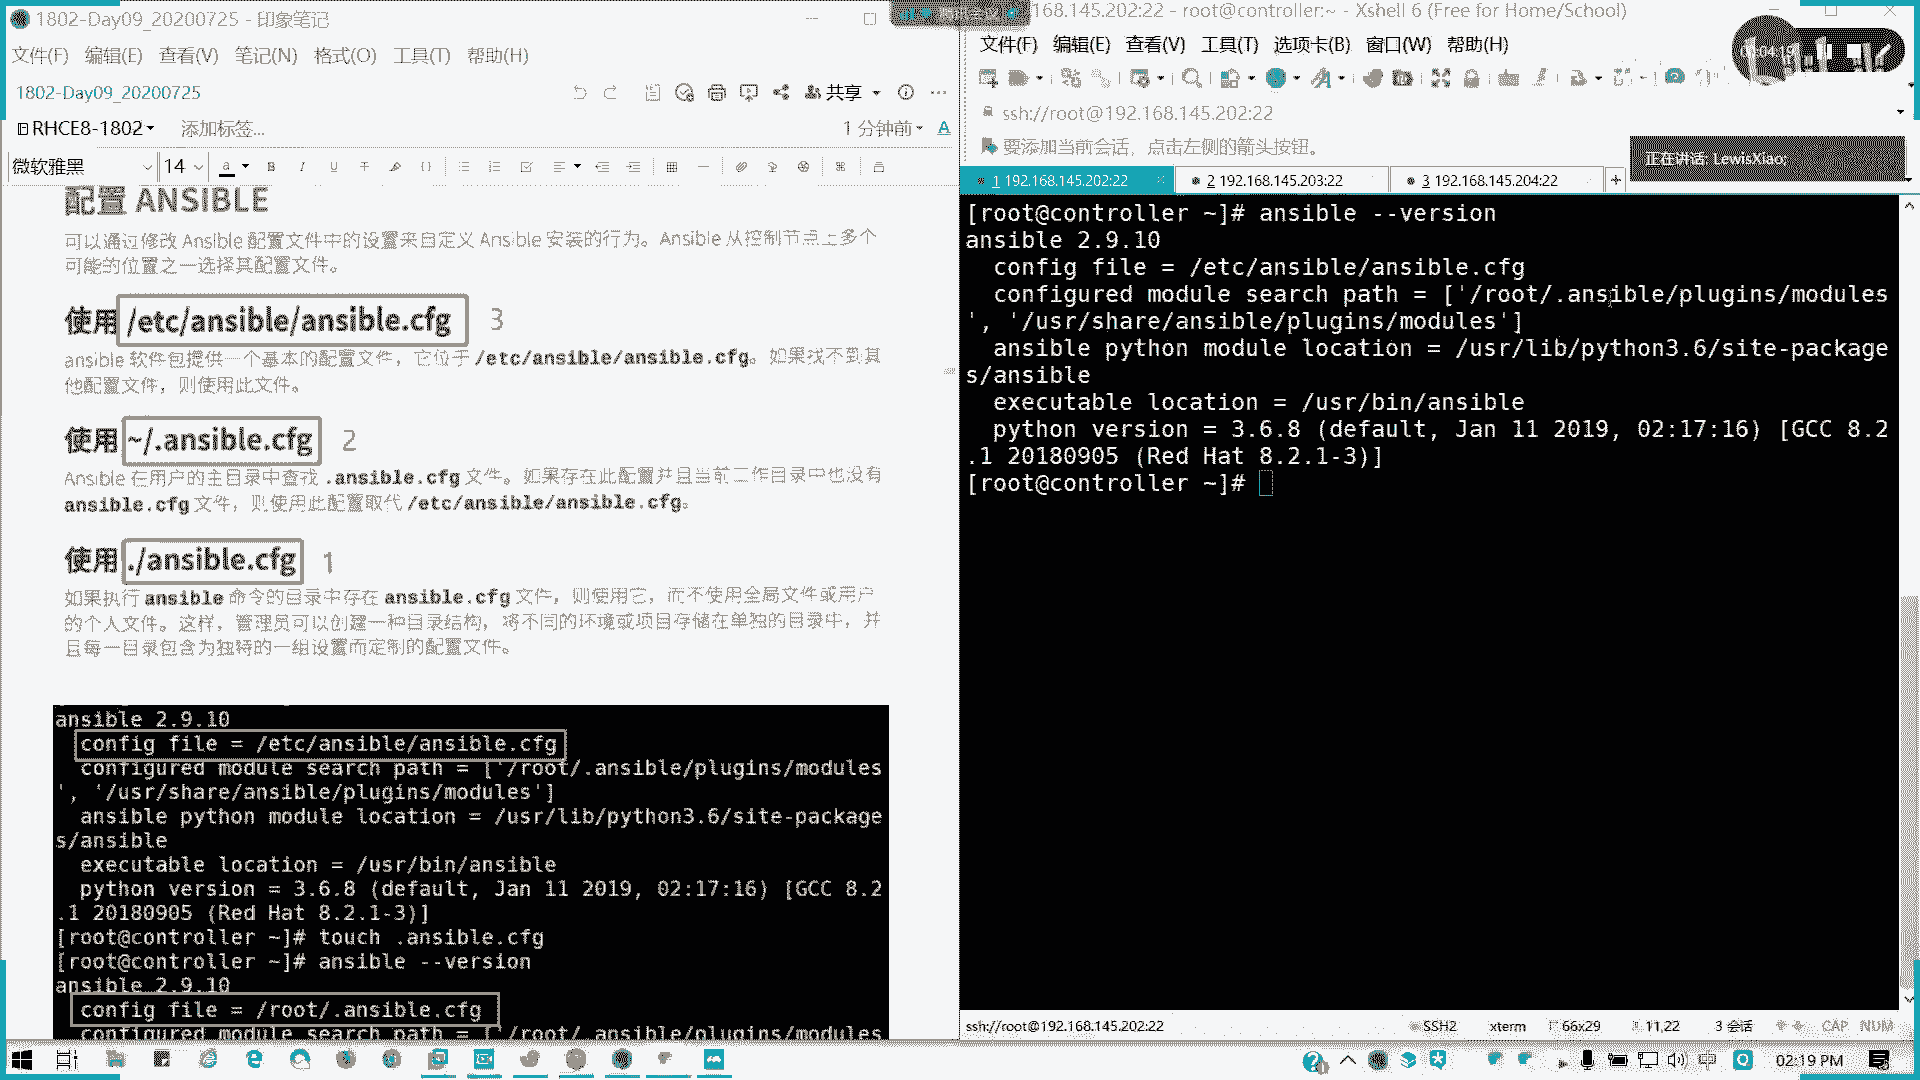 1802-Day09_20200725 - 印象笔记
文件(F) 编辑(E) 查看(V) 笔记(N) 格式(O) 工具(T) 帮助(H)
1802-Day09_20200725
共享
RHCE8-1802 添加标签...
1 分钟前
微软雅黑 14
配置 ANSIBLE
可以通过修改 Ansible 配置文件中的设置来自定义 Ansible 安装的行为。Ansible 从控制节点上多个
可能的位置之一选择其配置文件。
使用 /etc/ansible/ansible.cfg 3
ansible 软件包提供一个基本的配置文件，它位于 /etc/ansible/ansible.cfg。如果找不到其
他配置文件，则使用此文件。
使用 ~/.ansible.cfg 2
Ansible 在用户的主目录中查找 .ansible.cfg 文件。如果存在此配置并且当前工作目录中也没有
ansible.cfg 文件，则使用此配置取代 /etc/ansible/ansible.cfg。
使用 ./ansible.cfg 1
如果执行 ansible 命令的目录中存在 ansible.cfg 文件，则使用它，而不使用全局文件或用户
的个人文件。这样，管理员可以创建一种目录结构，将不同的环境或项目存储在单独的目录中，并
且每一目录包含为独特的一组设置而定制的配置文件。
ansible 2.9.10
config file = /etc/ansible/ansible.cfg
configured module search path = ['/root/.ansible/plugins/modules
', '/usr/share/ansible/plugins/modules']
ansible python module location = /usr/lib/python3.6/site-package
s/ansible
executable location = /usr/bin/ansible
python version = 3.6.8 (default, Jan 11 2019, 02:17:16) [GCC 8.2
.1 20180905 (Red Hat 8.2.1-3)]
[root@controller ~]# touch .ansible.cfg
[root@controller ~]# ansible --version
ansible 2.9.10
config file = /root/.ansible.cfg
configured module search path = ['/root/.ansible/plugins/modules
168.145.202:22 - root@controller:~ - Xshell 6 (Free for Home/School)
文件(F) 编辑(E) 查看(V) 工具(T) 选项卡(B) 窗口(W) 帮助(H)
ssh://root@192.168.145.202:22
要添加当前会话，点击左侧的箭头按钮。
正在讲话: LewisXiao;
1 192.168.145.202:22
2 192.168.145.203:22
3 192.168.145.204:22
[root@controller ~]# ansible --version
ansible 2.9.10
config file = /etc/ansible/ansible.cfg
configured module search path = ['/root/.ansible/plugins/modules
', '/usr/share/ansible/plugins/modules']
ansible python module location = /usr/lib/python3.6/site-package
s/ansible
executable location = /usr/bin/ansible
python version = 3.6.8 (default, Jan 11 2019, 02:17:16) [GCC 8.2
.1 20180905 (Red Hat 8.2.1-3)]
[root@controller ~]#
ssh://root@192.168.145.202:22 SSH2 xterm 66x29 11,22 3 会话 CAP NUM
中 02:19 PM